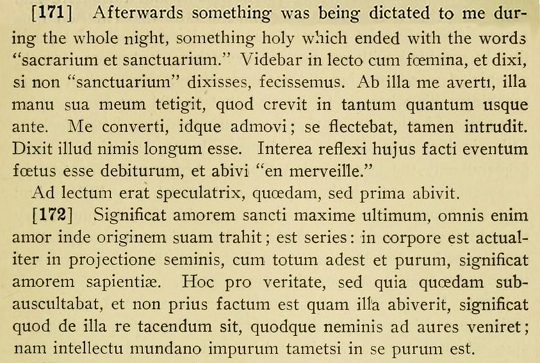 [171] Afterwards something was being dictated to me dur-
ing the whole night, something holy which ended with the words
“sacrarium et sanctuarium.” Videbar in lecto cum fœmina, et dixi,
si non “sanctuarium” dixisses, fecissemus. Ab illa me averti, illa
manu sua meum tetigit, quod crevit in tantum quantum usque
ante. Me converti, idque admovi; se flectebat, tamen intrudit.
Dixit illud nimis longum esse. Interea reflexi hujus facti eventum
fœtus esse debiturum, et abivi “en merveille.”
Ad lectum erat speculatrix, quœdam, sed prima abivit.
[172] Significat amorem sancti maxime ultimum, omnis enim
amor inde originem suam trahit; est series: in corpore est actual-
iter in projectione seminis, cum totum adest et purum, significat
amorem sapientiæ. Hoc pro veritate, sed quia quœdam sub-
auscultabat, et non prius factum est quam illa abiverit, significat
quod de illa re tacendum sit, quodque neminis ad aures veniret;
nam intellectu mundano impurum tametsi in se purum est.